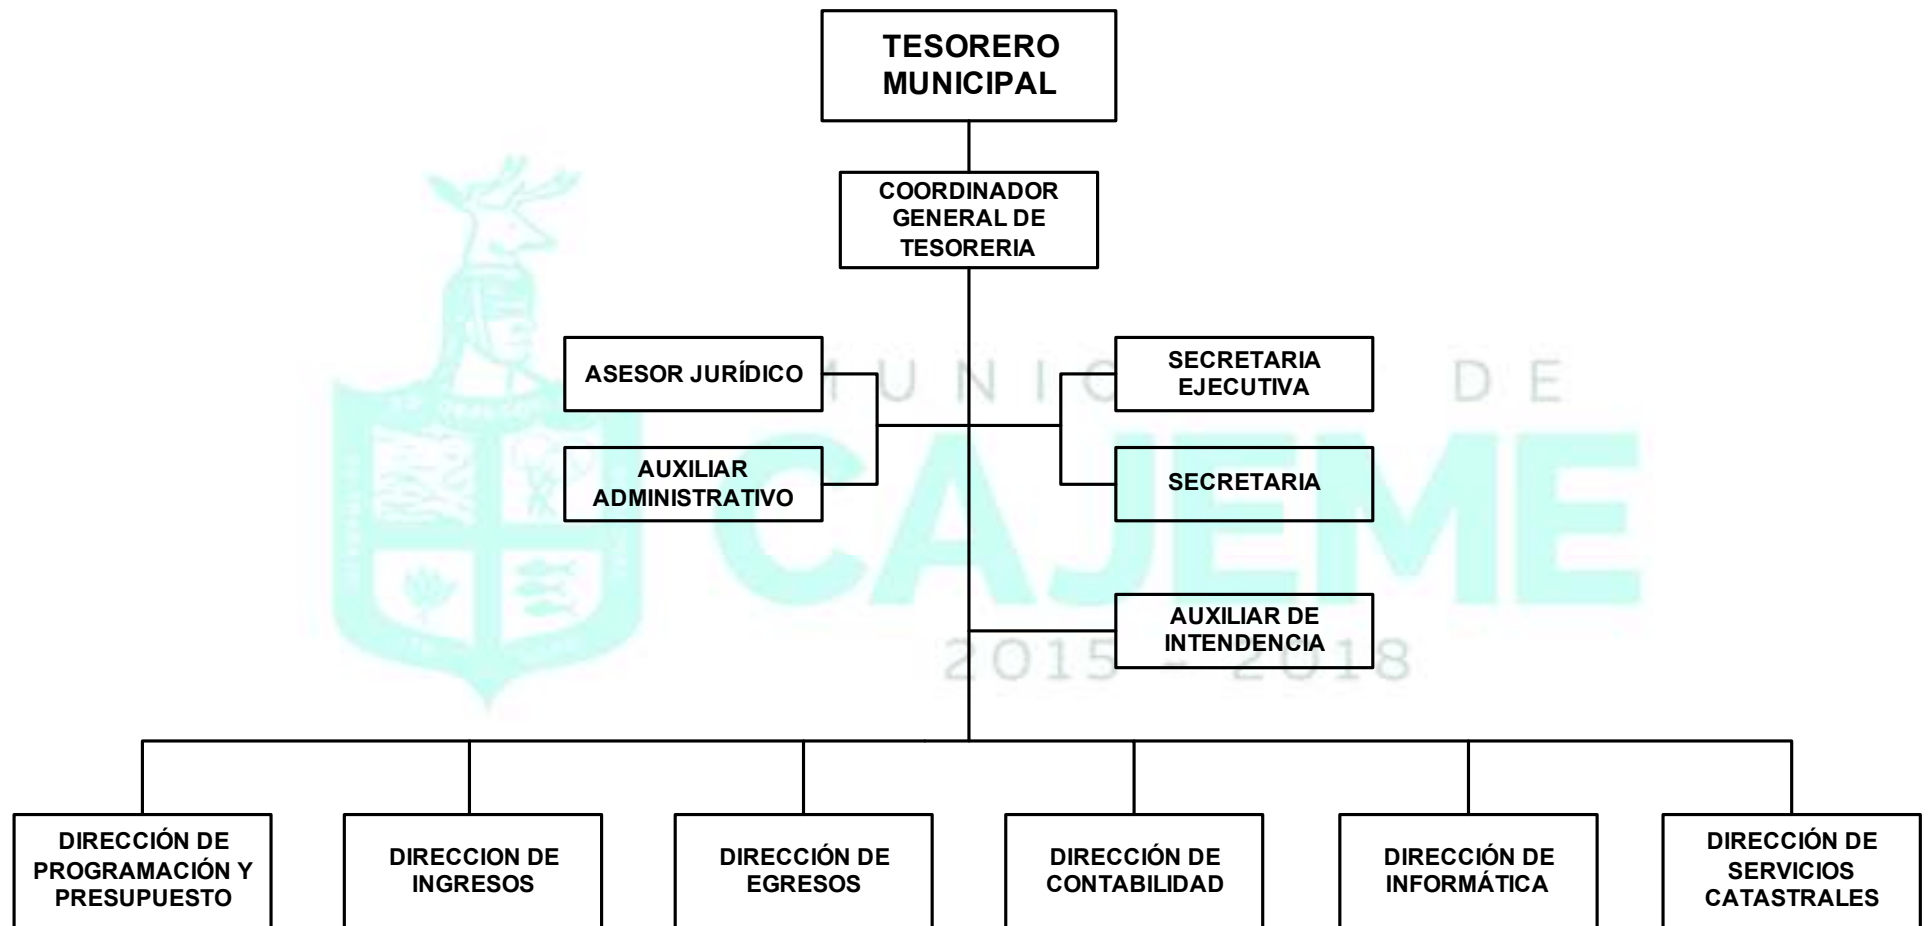 TESORERO
MUNICIPAL
COORDINADOR
GENERAL DE
TESORERIA
ASESOR JURÍDICO
SECRETARIA
EJECUTIVA
AUXILIAR
ADMINISTRATIVO
SECRETARIA
AUXILIAR DE
INTENDENCIA
MUNIC DE
CAJEME
2015 - 2018
DIRECCIÓN DE
PROGRAMACIÓN Y
PRESUPUESTO
DIRECCION DE
INGRESOS
DIRECCIÓN DE
EGRESOS
DIRECCIÓN DE
CONTABILIDAD
DIRECCIÓN DE
INFORMÁTICA
DIRECCIÓN DE
SERVICIOS
CATASTRALES